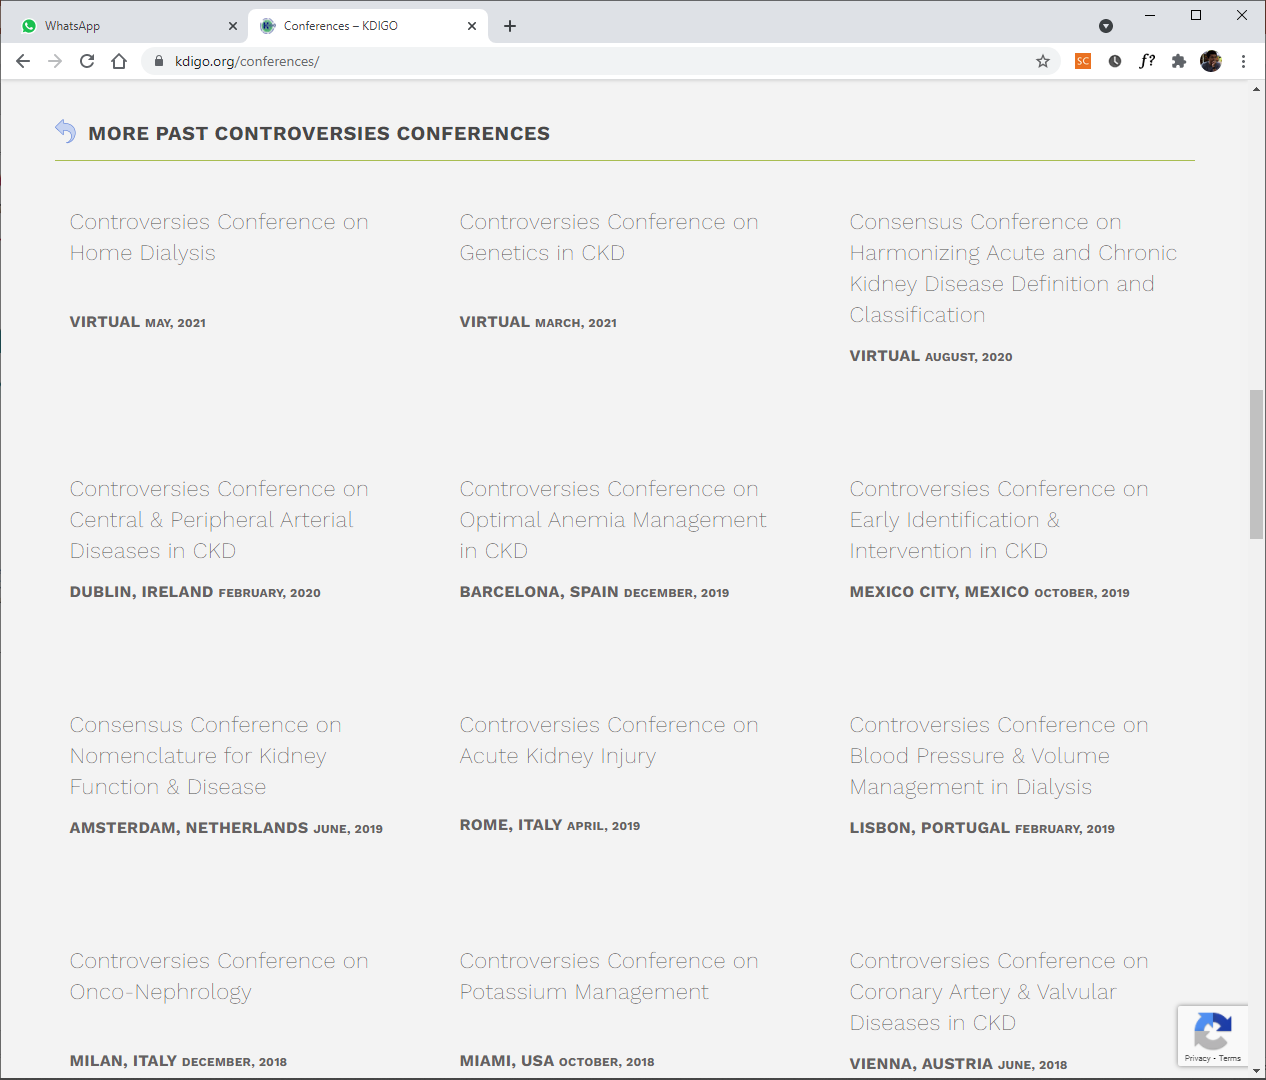 WhatsApp
Conferences – KDIGO
kdigo.org/conferences/
SC
f?
MORE PAST CONTROVERSIES CONFERENCES
Controversies Conference on
Home Dialysis
VIRTUAL MAY, 2021
Controversies Conference on
Genetics in CKD
VIRTUAL MARCH, 2021
Consensus Conference on
Harmonizing Acute and Chronic
Kidney Disease Definition and
Classification
VIRTUAL AUGUST, 2020
Controversies Conference on
Central & Peripheral Arterial
Diseases in CKD
DUBLIN, IRELAND FEBRUARY, 2020
Controversies Conference on
Optimal Anemia Management
in CKD
BARCELONA, SPAIN DECEMBER, 2019
Controversies Conference on
Early Identification &
Intervention in CKD
MEXICO CITY, MEXICO OCTOBER, 2019
Consensus Conference on
Nomenclature for Kidney
Function & Disease
AMSTERDAM, NETHERLANDS JUNE, 2019
Controversies Conference on
Acute Kidney Injury
ROME, ITALY APRIL, 2019
Controversies Conference on
Blood Pressure & Volume
Management in Dialysis
LISBON, PORTUGAL FEBRUARY, 2019
Controversies Conference on
Onco-Nephrology
MILAN, ITALY DECEMBER, 2018
Controversies Conference on
Potassium Management
MIAMI, USA OCTOBER, 2018
Controversies Conference on
Coronary Artery & Valvular
Diseases in CKD
VIENNA, AUSTRIA JUNE, 2018
Privacy - Terms